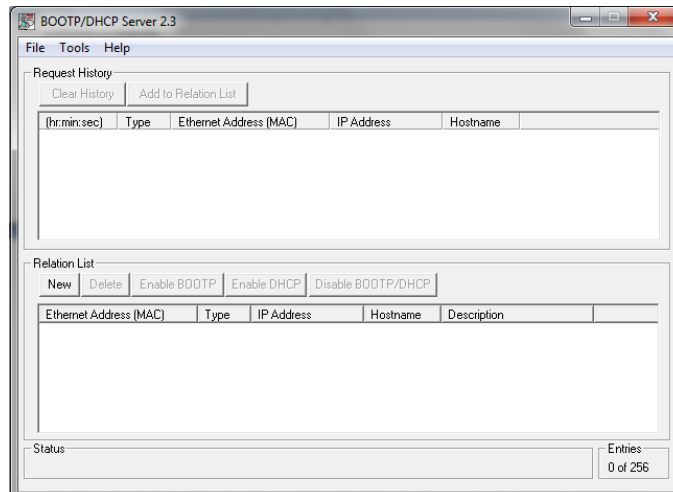 BOOTP/DHCP Server 2.3
File Tools Help
Request History
Clear History Add to Relation List
(hr:min:sec) Type Ethernet Address (MAC) IP Address Hostname
Relation List
New Delete Enable BOOTP Enable DHCP Disable BOOTP/DHCP
Ethernet Address (MAC) Type IP Address Hostname Description
Status Entries
0 of 256